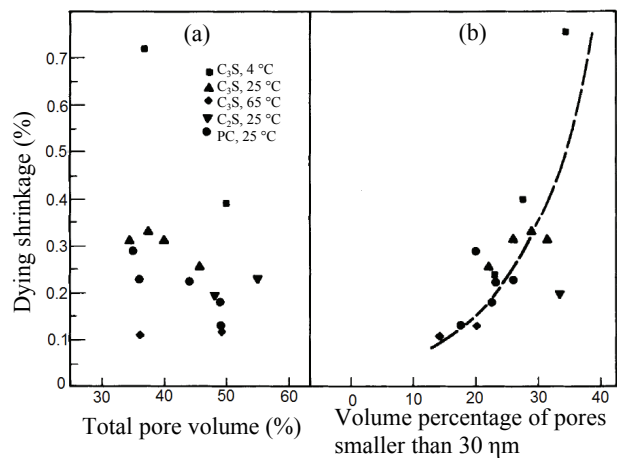 (a)
(b)
0.7
0.6
0.5
0.4
0.3
0.2
0.1
0
Dying shrinkage (%)
C₃S, 4 °C
C₃S, 25 °C
C₃S, 65 °C
C₂S, 25 °C
PC, 25 °C
30 40 50 60
0 10 20 30 40
Total pore volume (%)
Volume percentage of pores
smaller than 30 ηm